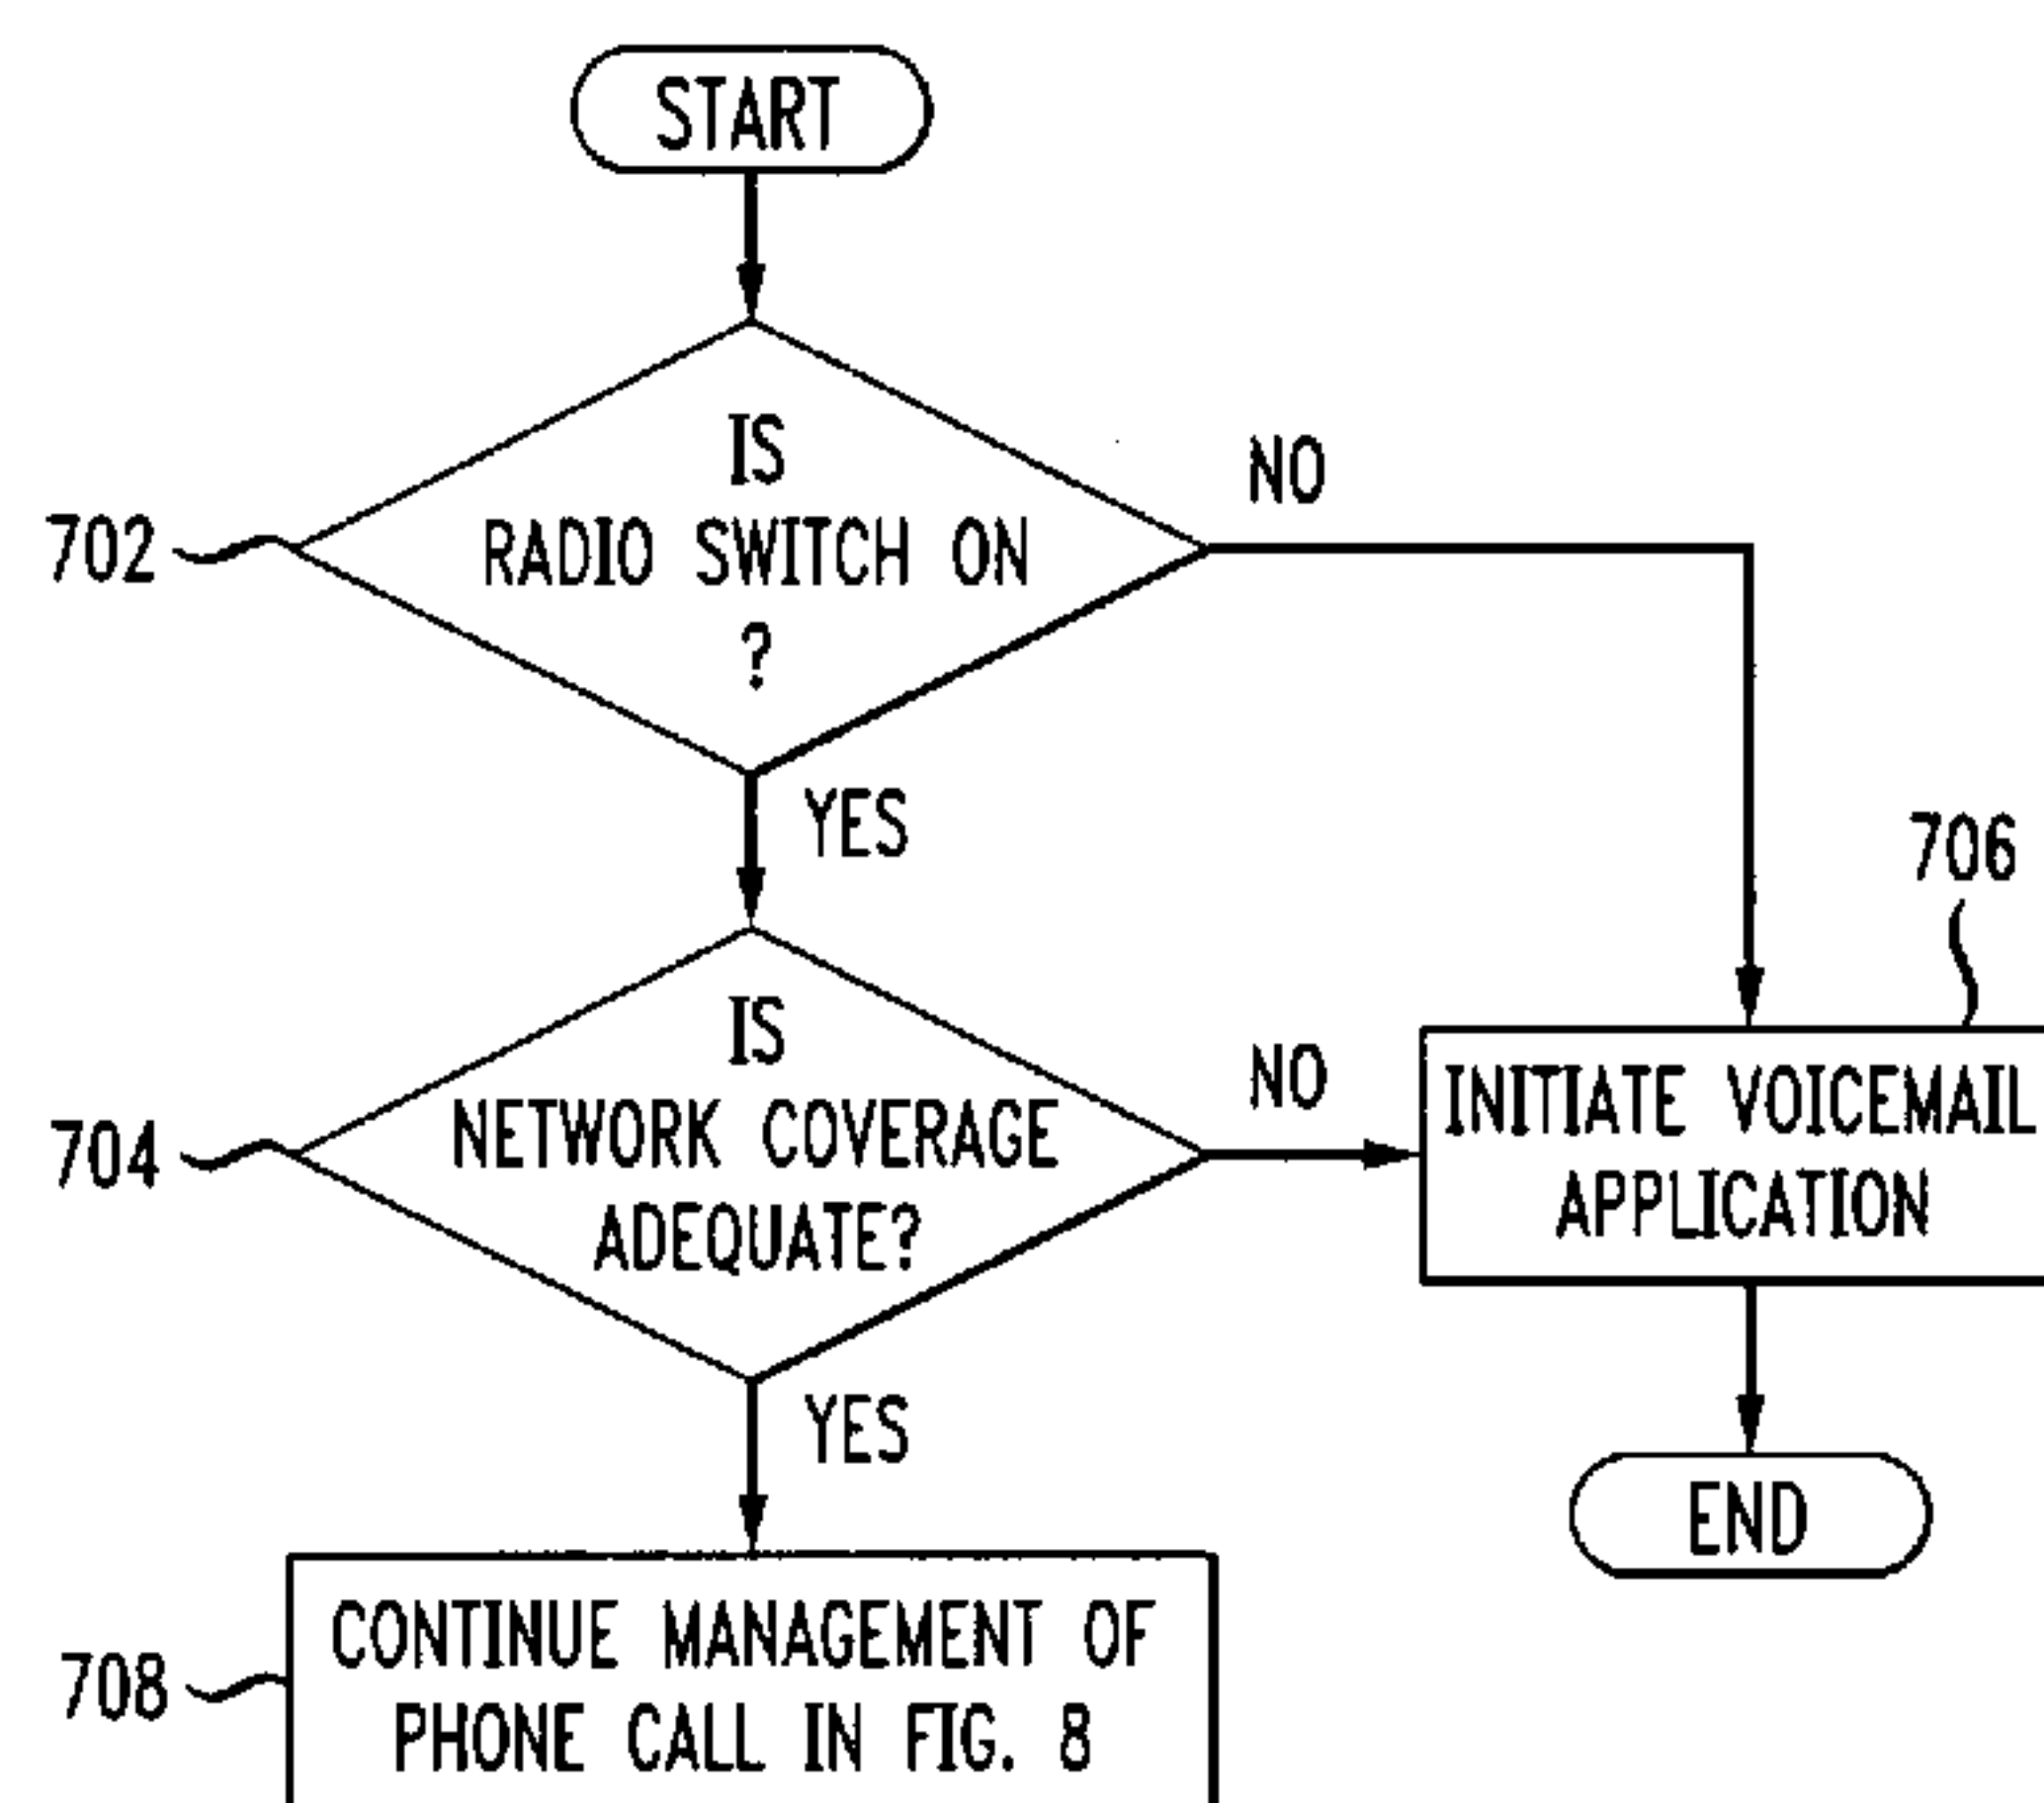 START
IS
RADIO SWITCH ON
?
702
NO
YES
706
IS
NETWORK COVERAGE
ADEQUATE?
704
NO
INITIATE VOICEMAIL
APPLICATION
YES
END
CONTINUE MANAGEMENT OF
PHONE CALL IN FIG. 8
708